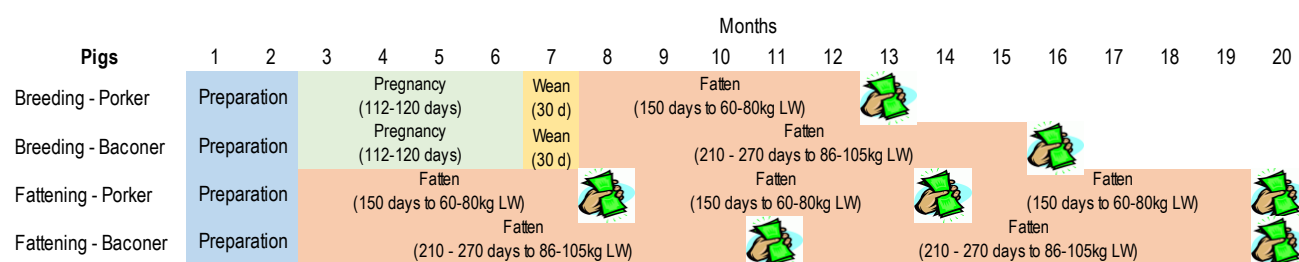 Months
Pigs 1 2 3 4 5 6 7 8 9 10 11 12 13 14 15 16 17 18 19 20
Breeding - Porker Preparation Pregnancy (112-120 days) Wean (30 d) Fatten (150 days to 60-80kg LW)
Breeding - Baconer Preparation Pregnancy (112-120 days) Wean (30 d) Fatten (210 - 270 days to 86-105kg LW)
Fattening - Porker Preparation Fatten (150 days to 60-80kg LW) Fatten (150 days to 60-80kg LW) Fatten (150 days to 60-80kg LW)
Fattening - Baconer Preparation Fatten (210 - 270 days to 86-105kg LW) Fatten (210 - 270 days to 86-105kg LW)